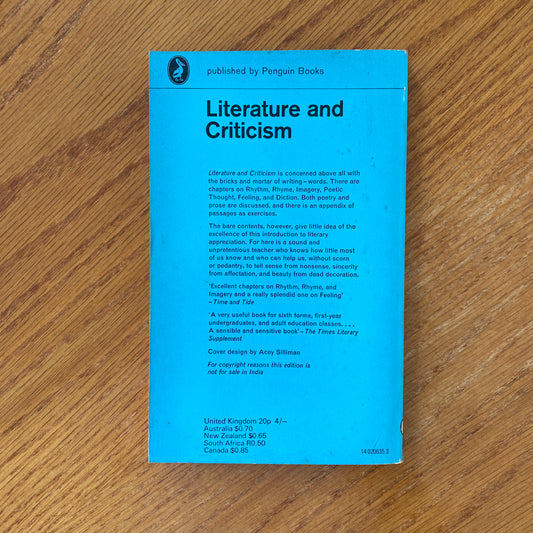 published by Penguin Books
Literature and
Criticism
Literature and Criticism is concerned above all with
the bricks and mortar of writing – words. There are
chapters on Rhythm, Rhyme, Imagery, Poetic
Thought, Feeling, and Diction. Both poetry and
prose are discussed, and there is an appendix of
passages as exercises.
The bare contents, however, give little idea of the
excellence of this introduction to literary
appreciation. For here is a sound and
unpretentious teacher who knows how little most
of us know and who can help us, without scorn
or pedantry, to tell sense from nonsense, sincerity
from affectation, and beauty from dead decoration.
'Excellent chapters on Rhythm, Rhyme, and
Imagery and a really splendid one on Feeling'
– Time and Tide
'A very useful book for sixth forms, first-year
undergraduates, and adult education classes. . . .
A sensible and sensitive book' – The Times Literary
Supplement
Cover design by Acey Silliman
For copyright reasons this edition is
not for sale in India
United Kingdom 20p 4/–
Australia $0.70
New Zealand $0.65
South Africa R0.50
Canada $0.85
14 020635 3